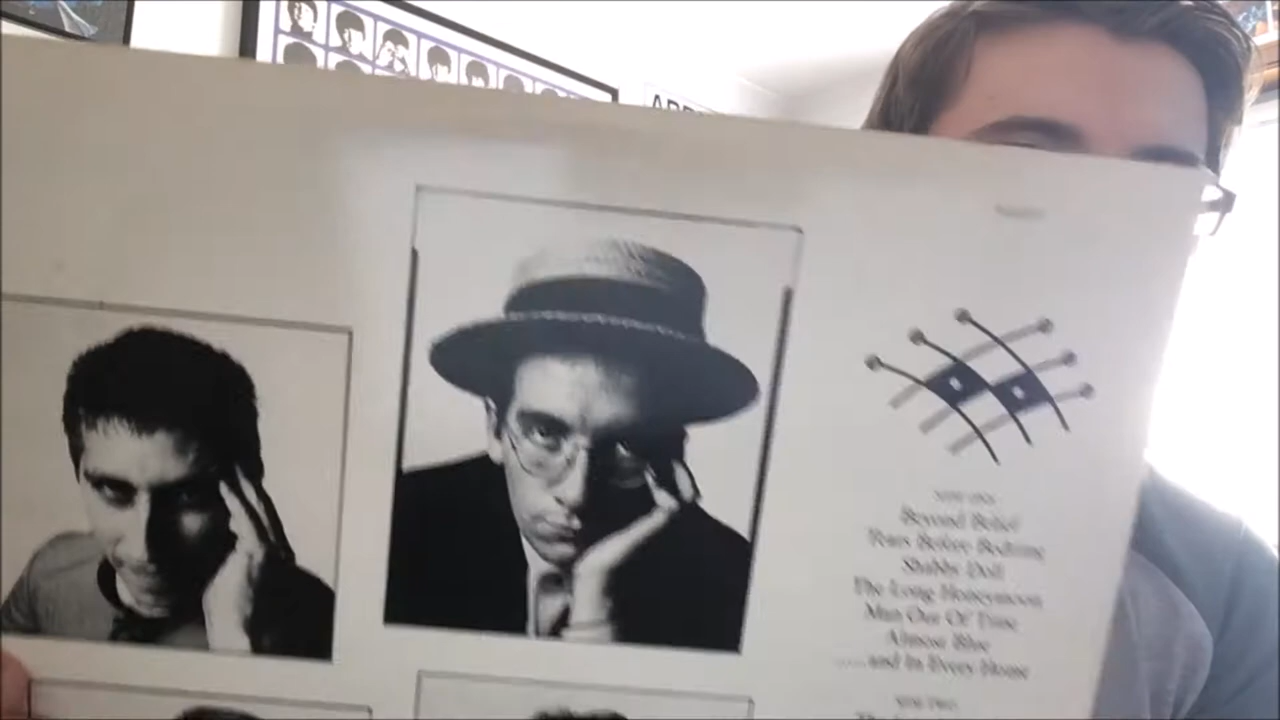 SIDE ONE
Beyond Belief
Tears Before Bedtime
Shabby Doll
The Long Honeymoon
Man Out Of Time
Almost Blue
.....and In Every Home
SIDE TWO